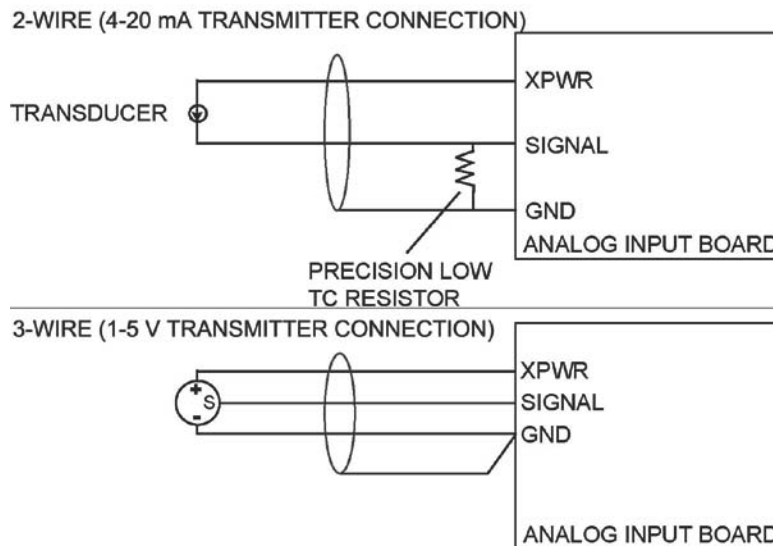 2-WIRE (4-20 mA TRANSMITTER CONNECTION)
XPWR
TRANSDUCER
SIGNAL
GND
ANALOG INPUT BOARD
PRECISION LOW
TC RESISTOR
3-WIRE (1-5 V TRANSMITTER CONNECTION)
XPWR
+
S
SIGNAL
-
GND
ANALOG INPUT BOARD